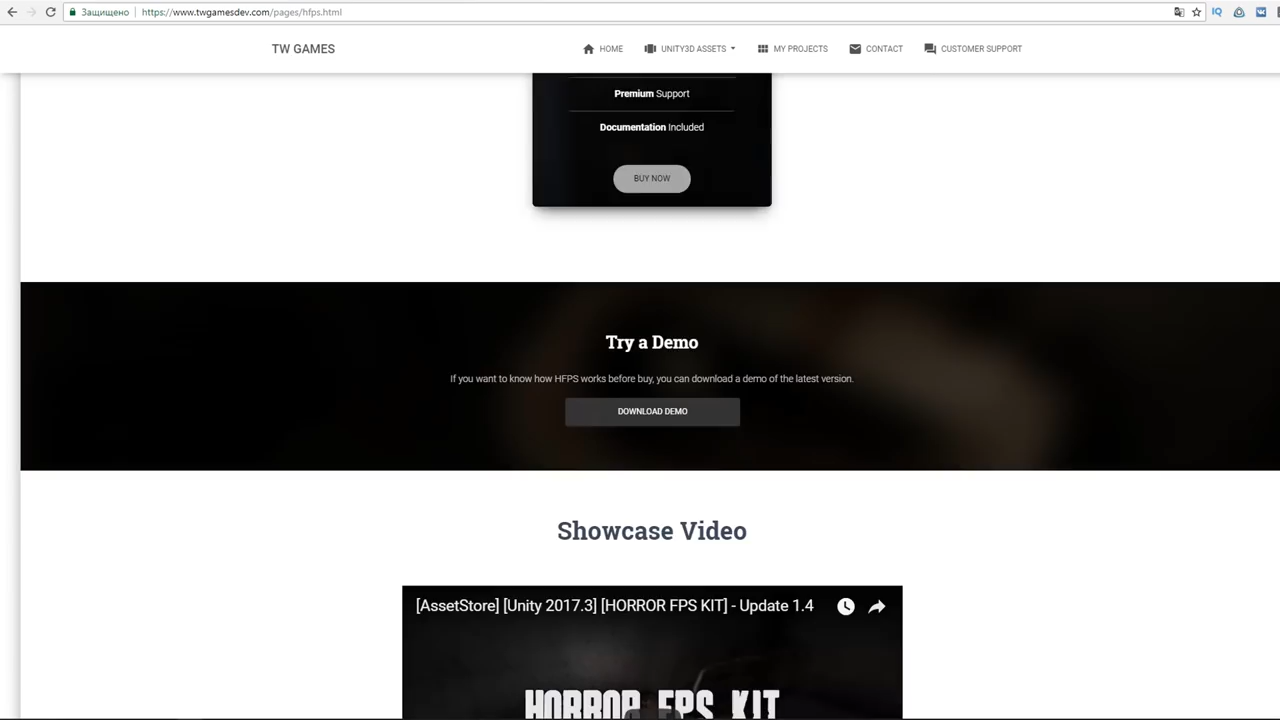 Защищено https://www.twgamesdev.com/pages/hfps.html
TW GAMES HOME UNITY3D ASSETS MY PROJECTS CONTACT CUSTOMER SUPPORT
Premium Support
Documentation Included
BUY NOW
Try a Demo
If you want to know how HFPS works before buy, you can download a demo of the latest version.
DOWNLOAD DEMO
Showcase Video
[AssetStore] [Unity 2017.3] [HORROR FPS KIT] - Update 1.4
HORROR FPS KIT